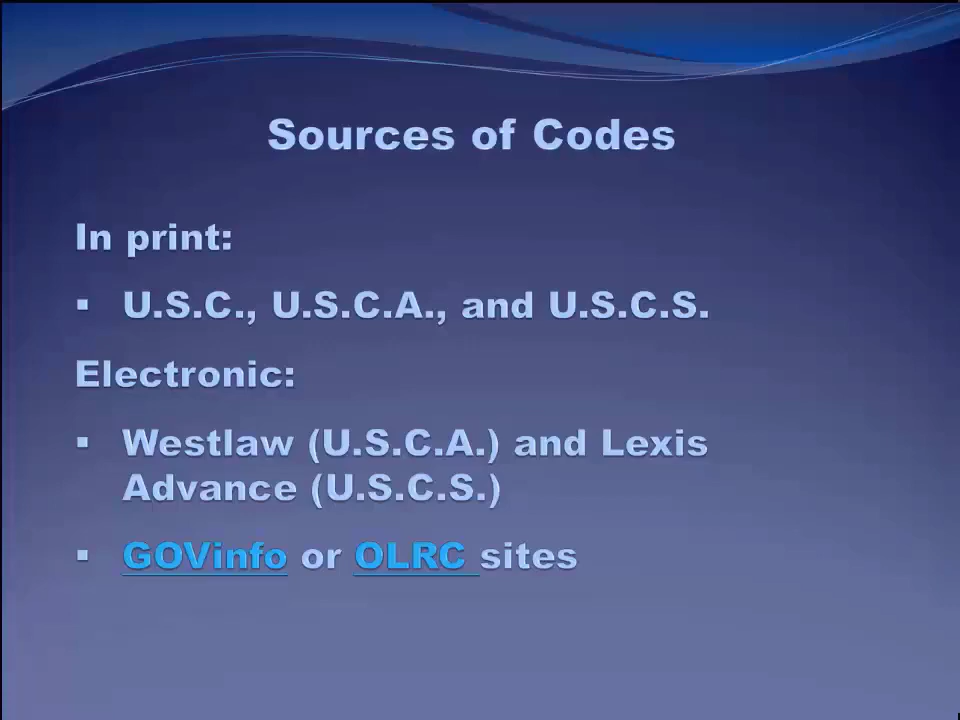 Sources of Codes
In print:
▪ U.S.C., U.S.C.A., and U.S.C.S.
Electronic:
▪ Westlaw (U.S.C.A.) and Lexis
Advance (U.S.C.S.)
▪ GOVinfo or OLRC sites